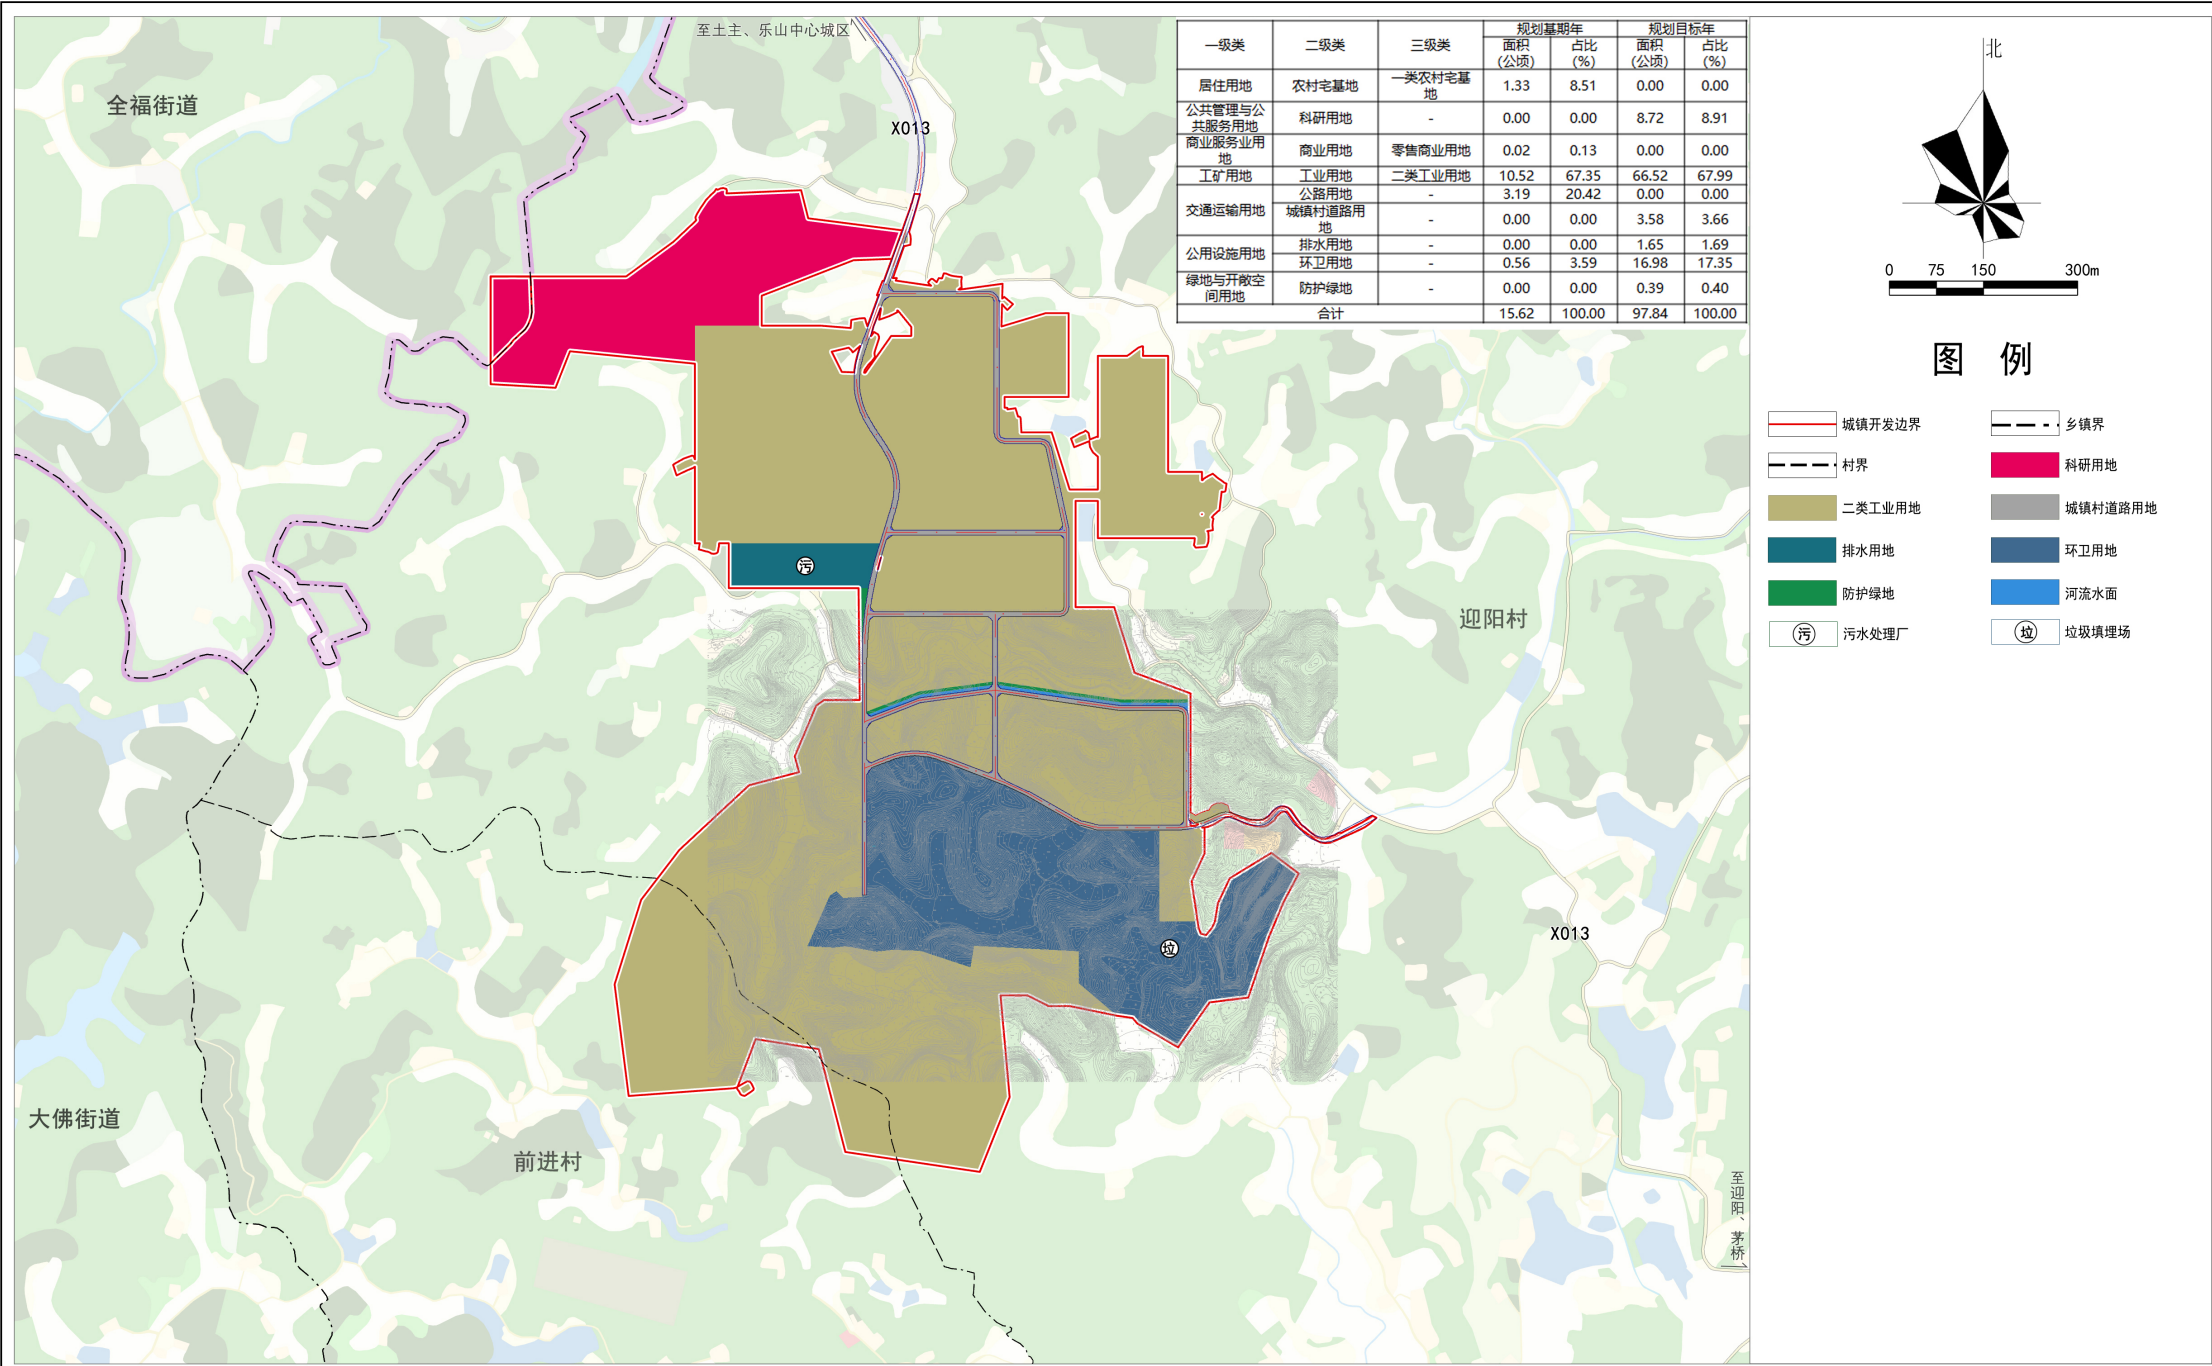 至土主、乐山中心城区
全福街道
X013
一级类 二级类 三级类 规划基期年 规划目标年
面积(公顷) 占比(%) 面积(公顷) 占比(%)
居住用地 农村宅基地 一类农村宅基地 1.33 8.51 0.00 0.00
公共管理与公共服务用地 科研用地 - 0.00 0.00 8.72 8.91
商业服务业用地 商业用地 零售商业用地 0.02 0.13 0.00 0.00
工矿用地 工业用地 二类工业用地 10.52 67.35 66.52 67.99
交通运输用地 公路用地 - 3.19 20.42 0.00 0.00
城镇村道路用地 - 0.00 0.00 3.58 3.66
公用设施用地 排水用地 - 0.00 0.00 1.65 1.69
环卫用地 - 0.56 3.59 16.98 17.35
绿地与开敞空间用地 防护绿地 - 0.00 0.00 0.39 0.40
合计 15.62 100.00 97.84 100.00
北
0 75 150 300m
图 例
城镇开发边界 乡镇界
村界 科研用地
二类工业用地 城镇村道路用地
排水用地 环卫用地
防护绿地 河流水面
污 污水处理厂 垃 垃圾填埋场
污
迎阳村
垃
X013
大佛街道
前进村
至迎阳、茅桥